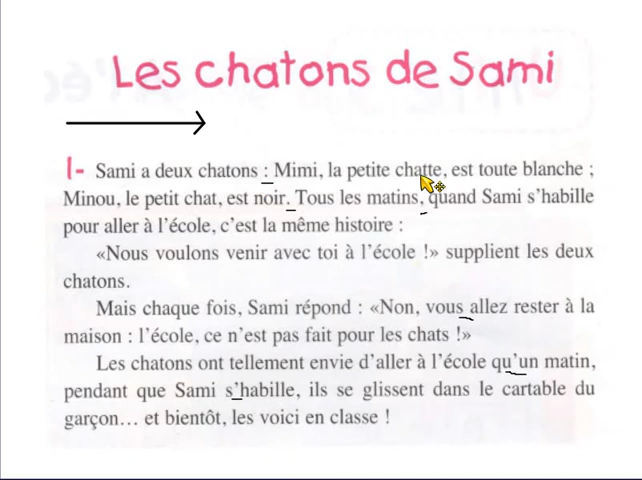 Les chatons de Sami
1- Sami a deux chatons : Mimi, la petite chatte, est toute blanche ;
Minou, le petit chat, est noir. Tous les matins, quand Sami s'habille
pour aller à l'école, c'est la même histoire :
«Nous voulons venir avec toi à l'école !» supplient les deux
chatons.
Mais chaque fois, Sami répond : «Non, vous allez rester à la
maison : l'école, ce n'est pas fait pour les chats !»
Les chatons ont tellement envie d'aller à l'école qu'un matin,
pendant que Sami s'habille, ils se glissent dans le cartable du
garçon... et bientôt, les voici en classe !